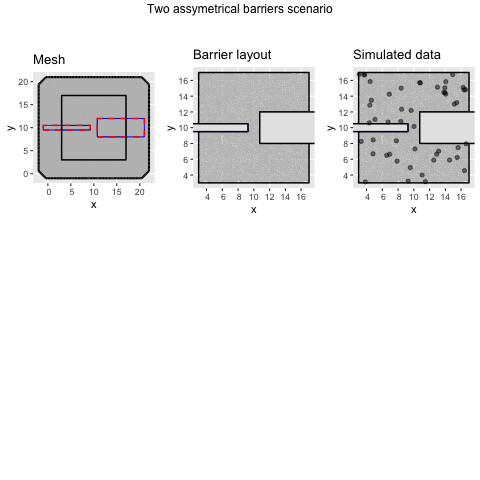 Two assymetrical barriers scenario
Mesh
Barrier layout
Simulated data
20
15
10
5
0
y
0 5 10 15 20
x
16
14
12
10
8
6
4
y
4 6 8 10 12 14 16
x
16
14
12
10
8
6
4
y
4 6 8 10 12 14 16
x